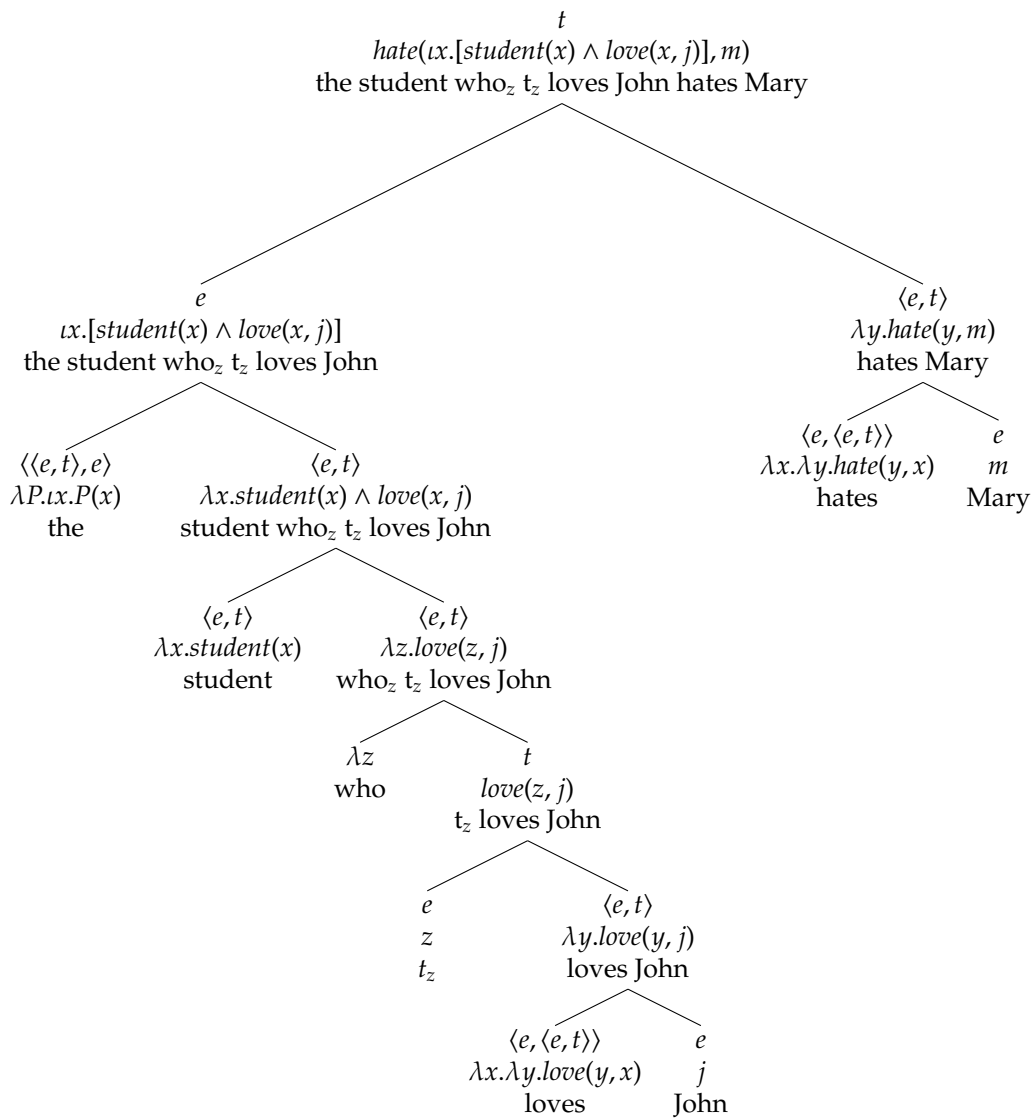 t
hate(ιx.[student(x) ∧ love(x, j)], m)
the student who_z t_z loves John hates Mary
e
ιx.[student(x) ∧ love(x, j)]
the student who_z t_z loves John
⟨e, t⟩
λy.hate(y, m)
hates Mary
⟨⟨e, t⟩, e⟩
λP.ιx.P(x)
the
⟨e, t⟩
λx.student(x) ∧ love(x, j)
student who_z t_z loves John
⟨e, ⟨e, t⟩⟩
λx.λy.hate(y, x)
hates
e
m
Mary
⟨e, t⟩
λx.student(x)
student
⟨e, t⟩
λz.love(z, j)
who_z t_z loves John
λz
who
t
love(z, j)
t_z loves John
e
z
t_z
⟨e, t⟩
λy.love(y, j)
loves John
⟨e, ⟨e, t⟩⟩
λx.λy.love(y, x)
loves
e
j
John